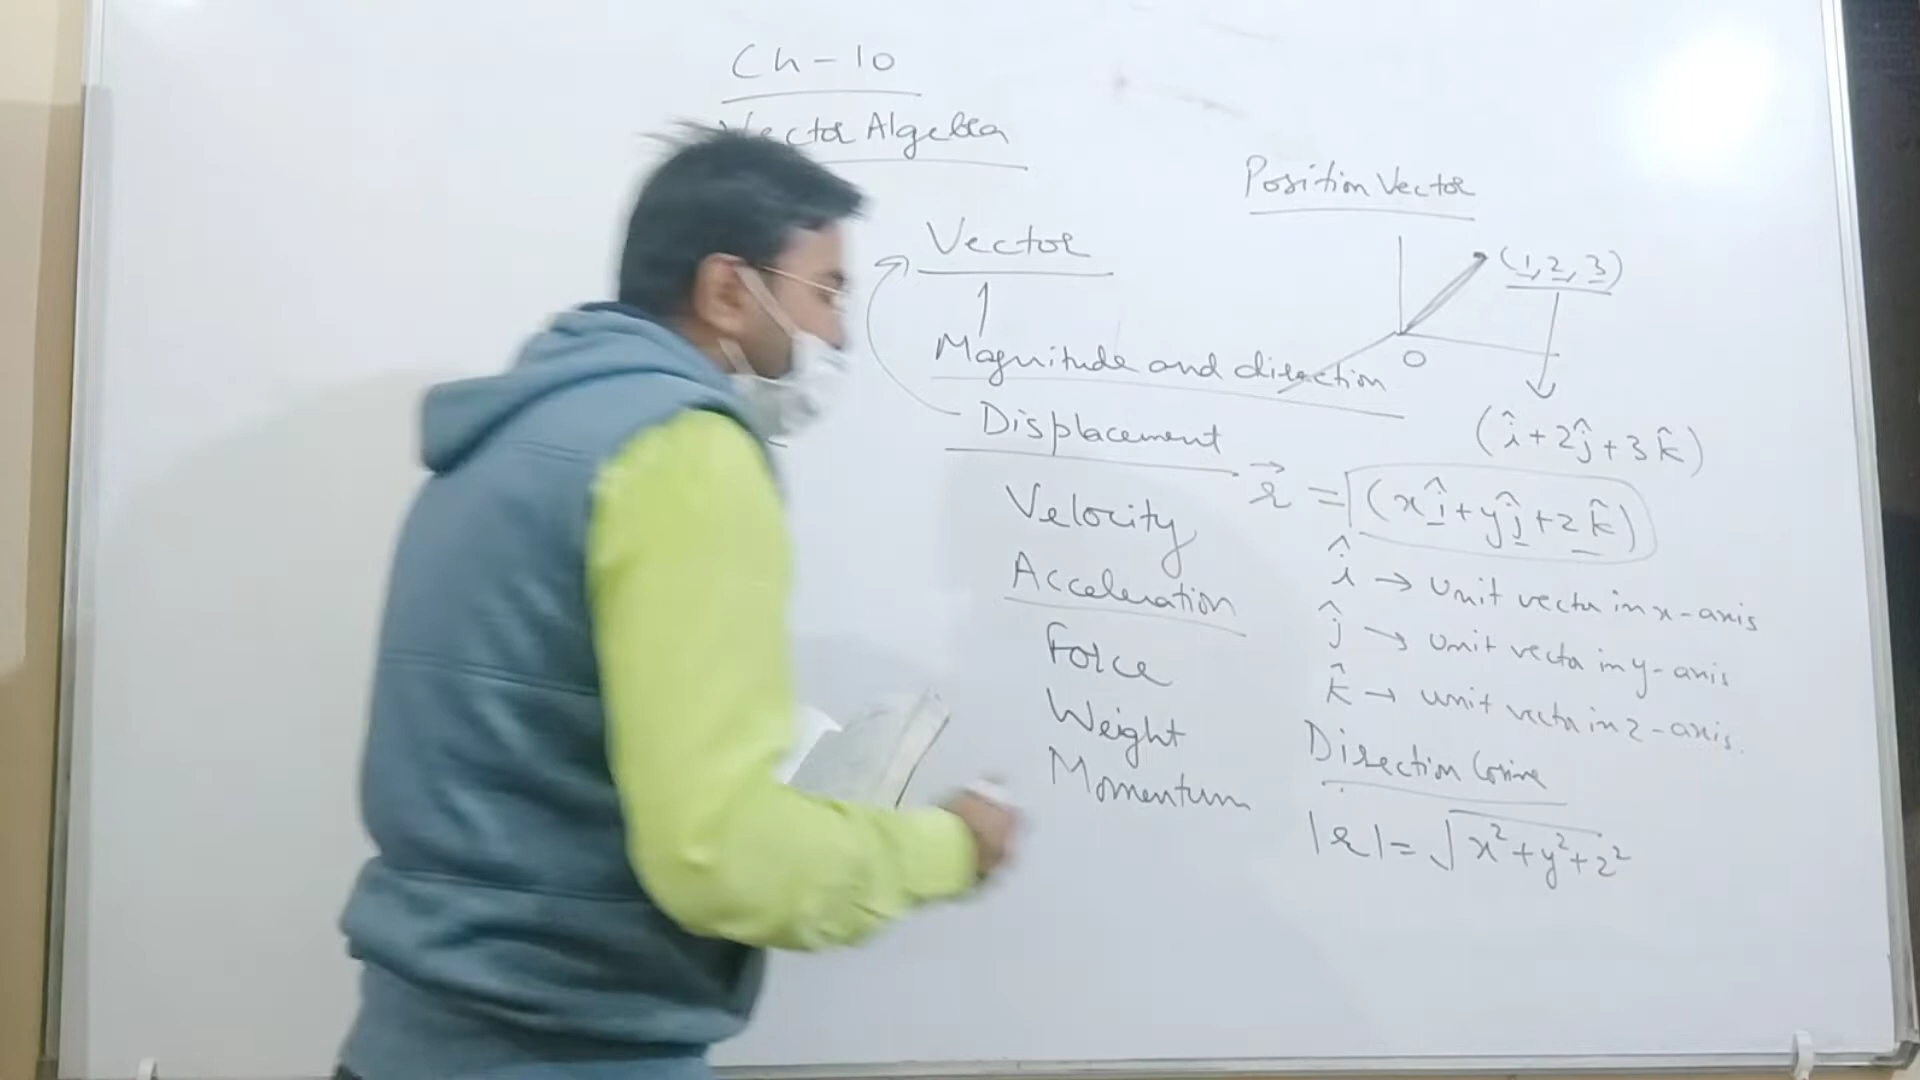 Ch-10
Vector Algebra
Vector
Magnitude and direction
Displacement
Velocity
Acceleration
Force
Weight
Momentum
Position Vector
(1,2,3)
O
(î+2ĵ+3k̂)
r⃗ = (xî+yĵ+zk̂)
î → unit vector in x-axis
ĵ → unit vector in y-axis
k̂ → unit vector in z-axis.
Direction Cosine
|r|=√x²+y²+z²